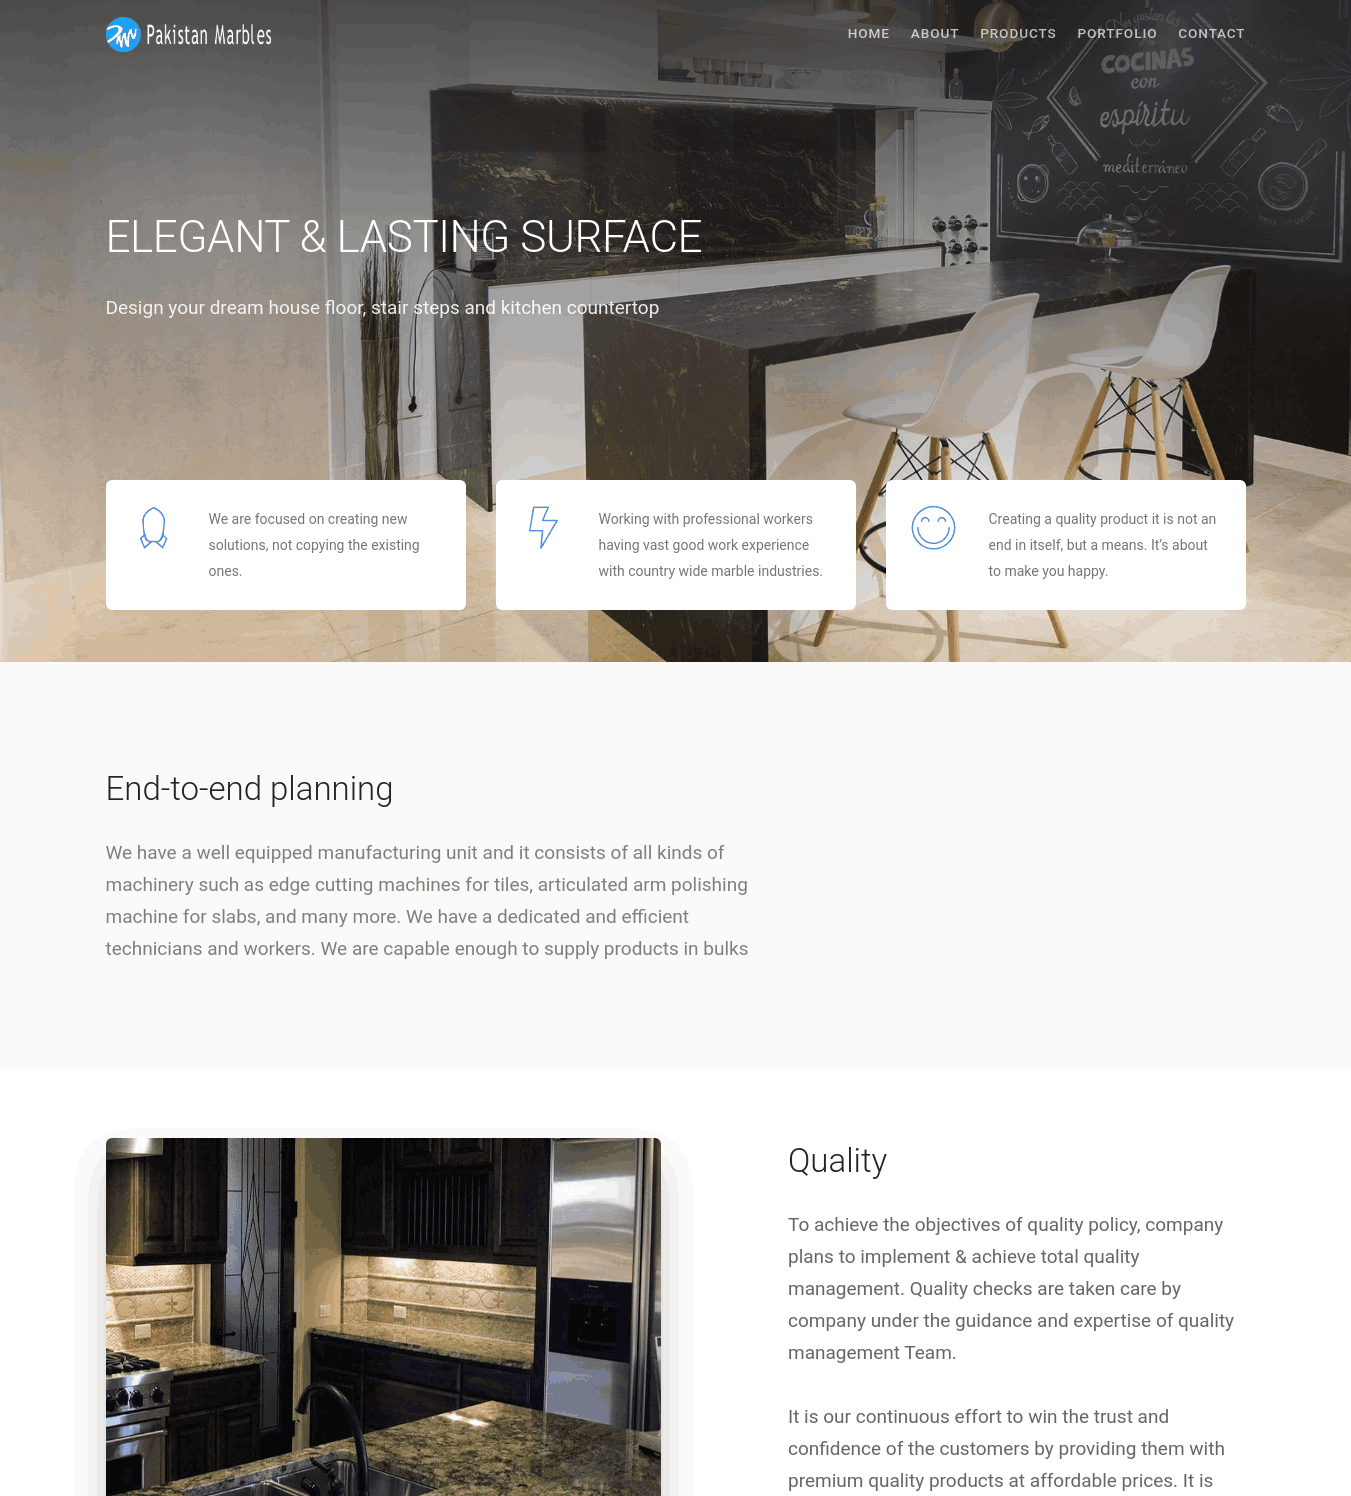 Pakistan Marbles
HOME ABOUT PRODUCTS PORTFOLIO CONTACT
Nos gustan las
COCINAS
con
espíritu
mediterráneo
ELEGANT & LASTING SURFACE
Design your dream house floor, stair steps and kitchen countertop
We are focused on creating new
solutions, not copying the existing
ones.
Working with professional workers
having vast good work experience
with country wide marble industries.
Creating a quality product it is not an
end in itself, but a means. It’s about
to make you happy.
End-to-end planning
We have a well equipped manufacturing unit and it consists of all kinds of
machinery such as edge cutting machines for tiles, articulated arm polishing
machine for slabs, and many more. We have a dedicated and efficient
technicians and workers. We are capable enough to supply products in bulks
Quality
To achieve the objectives of quality policy, company
plans to implement & achieve total quality
management. Quality checks are taken care by
company under the guidance and expertise of quality
management Team.
It is our continuous effort to win the trust and
confidence of the customers by providing them with
premium quality products at affordable prices. It is